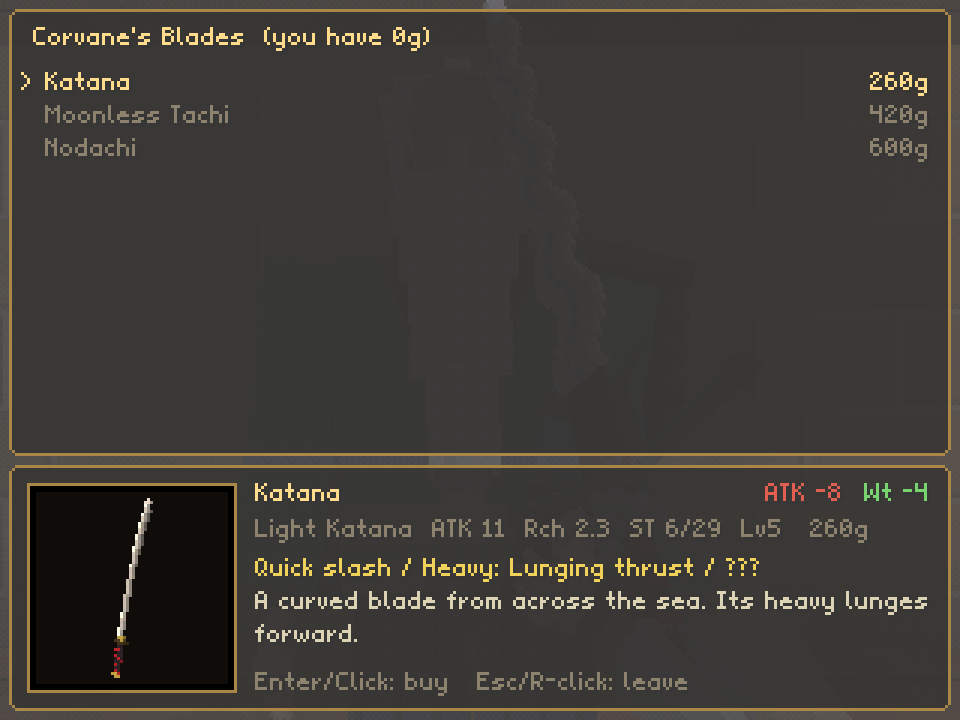 Corvane's Blades (you have 0g)
> Katana 260g
Moonless Tachi 420g
Nodachi 600g
Katana ATK -8 Wt -4
Light Katana ATK 11 Rch 2.3 ST 6/29 Lv5 260g
Quick slash / Heavy: Lunging thrust / ???
A curved blade from across the sea. Its heavy lunges
forward.
Enter/Click: buy Esc/R-click: leave